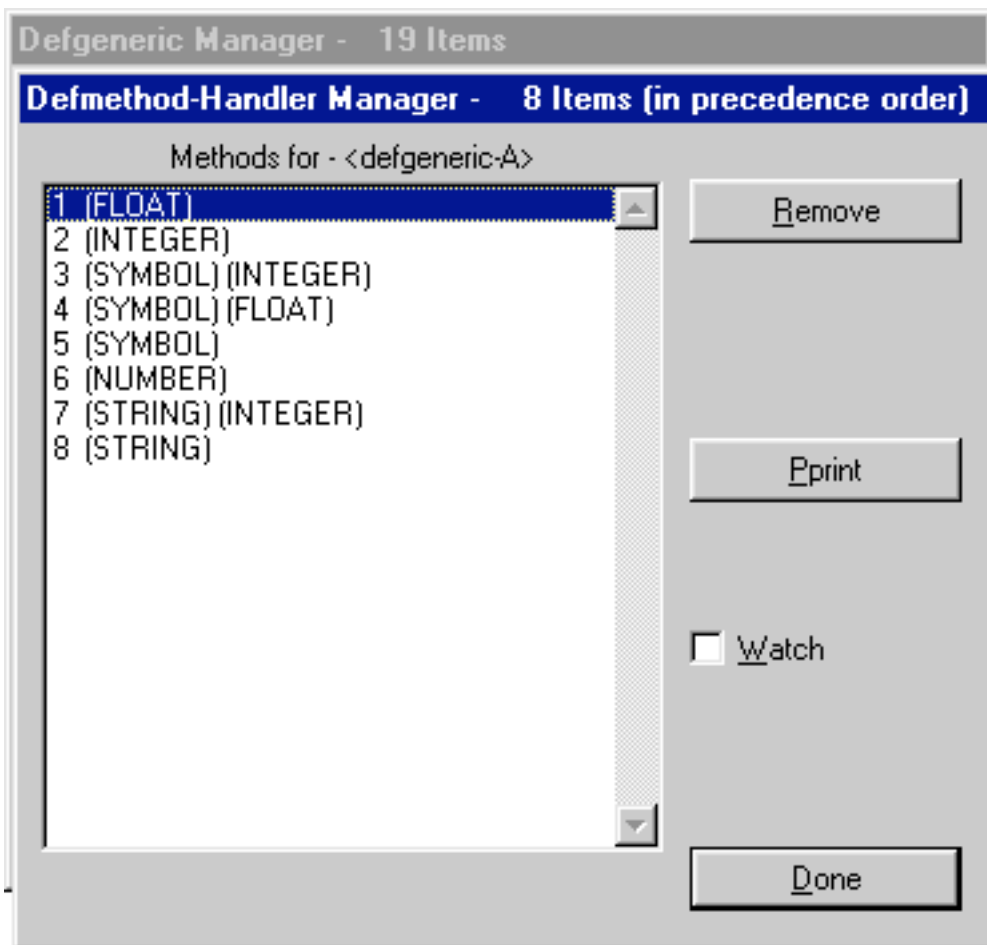 Defgeneric Manager -   19 Items
Defmethod-Handler Manager -   8 Items (in precedence order)
Methods for - <defgeneric-A>
1 (FLOAT)
2 (INTEGER)
3 (SYMBOL) (INTEGER)
4 (SYMBOL) (FLOAT)
5 (SYMBOL)
6 (NUMBER)
7 (STRING) (INTEGER)
8 (STRING)
Remove
Pprint
Watch
Done